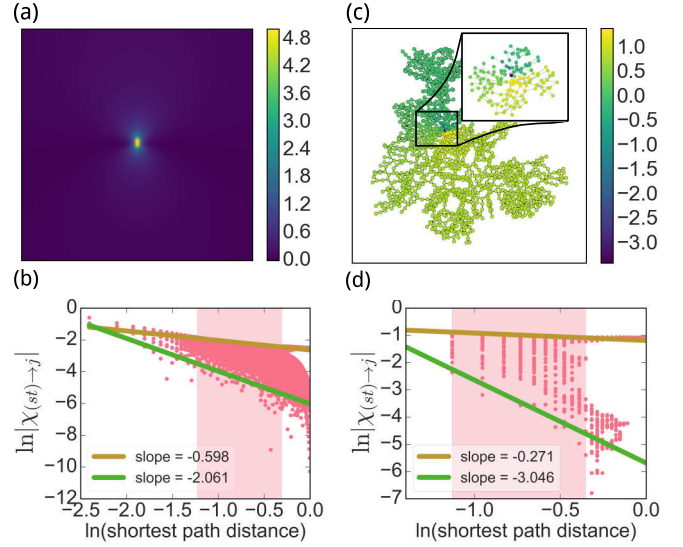 (a)
4.8
4.2
3.6
3.0
2.4
1.8
1.2
0.6
0.0
(c)
1.0
0.5
0.0
−0.5
−1.0
−1.5
−2.0
−2.5
−3.0
(b)
0
−2
−4
−6
−8
−10
−12
ln|χ(st)→j|
slope = -0.598
slope = -2.061
−2.5 −2.0 −1.5 −1.0 −0.5 0.0
ln(shortest path distance)
(d)
0
−1
−2
−3
−4
−5
−6
−7
ln|χ(st)→j|
slope = -0.271
slope = -3.046
−1.0 −0.5 0.0
ln(shortest path distance)